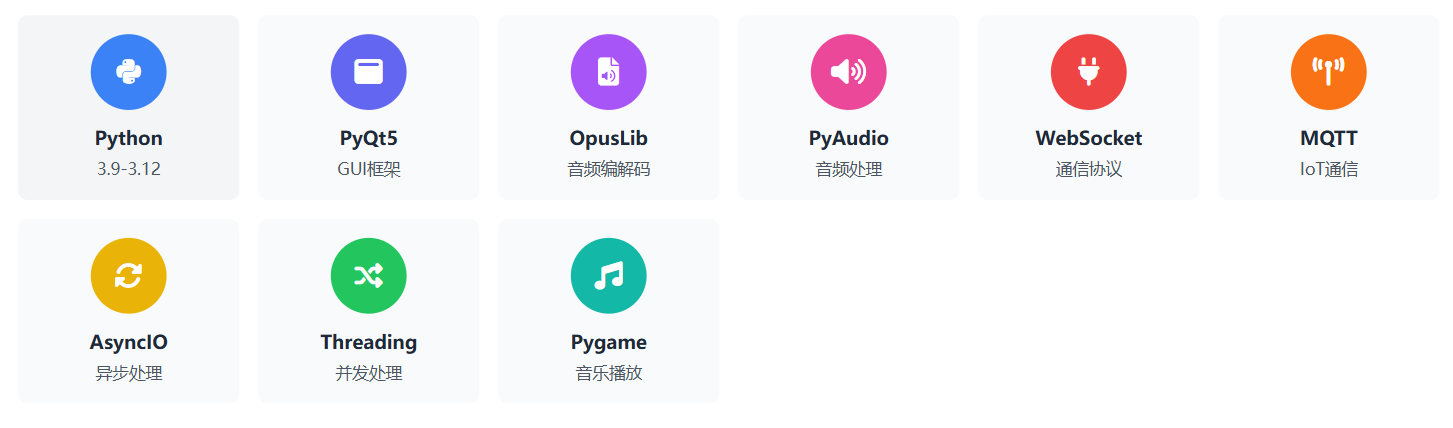 Python
3.9-3.12
PyQt5
GUI框架
OpusLib
音频编解码
PyAudio
音频处理
WebSocket
通信协议
MQTT
IoT通信
AsyncIO
异步处理
Threading
并发处理
Pygame
音乐播放